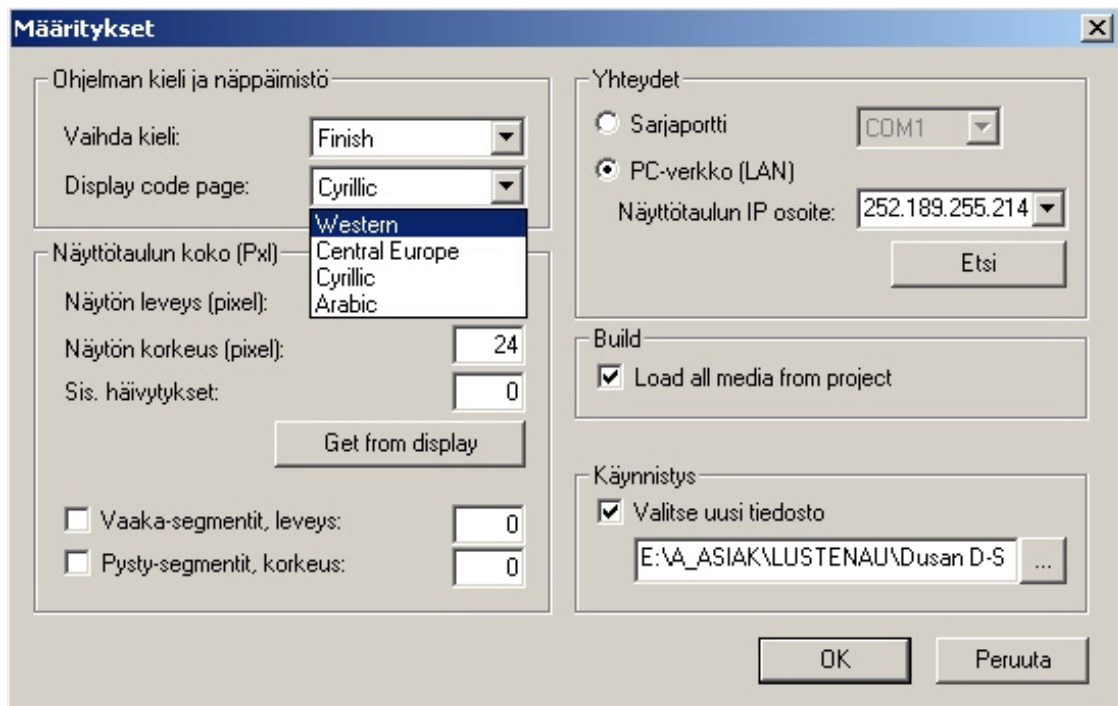 Määritykset
Ohjelman kieli ja näppäimistö
Vaihda kieli: Finish
Display code page: Cyrillic
Western
Central Europe
Cyrillic
Arabic
Näyttötaulun koko (Pxl)
Näytön leveys (pixel):
Näytön korkeus (pixel): 24
Sis. häivytykset: 0
Get from display
Vaaka-segmentit, leveys: 0
Pysty-segmentit, korkeus: 0
Yhteydet
Sarjaportti COM1
PC-verkko (LAN)
Näyttötaulun IP osoite: 252.189.255.214
Etsi
Build
Load all media from project
Käynnistys
Valitse uusi tiedosto
E:\A_ASIAK\LUSTENAU\Dusan D-S ...
OK Peruuta